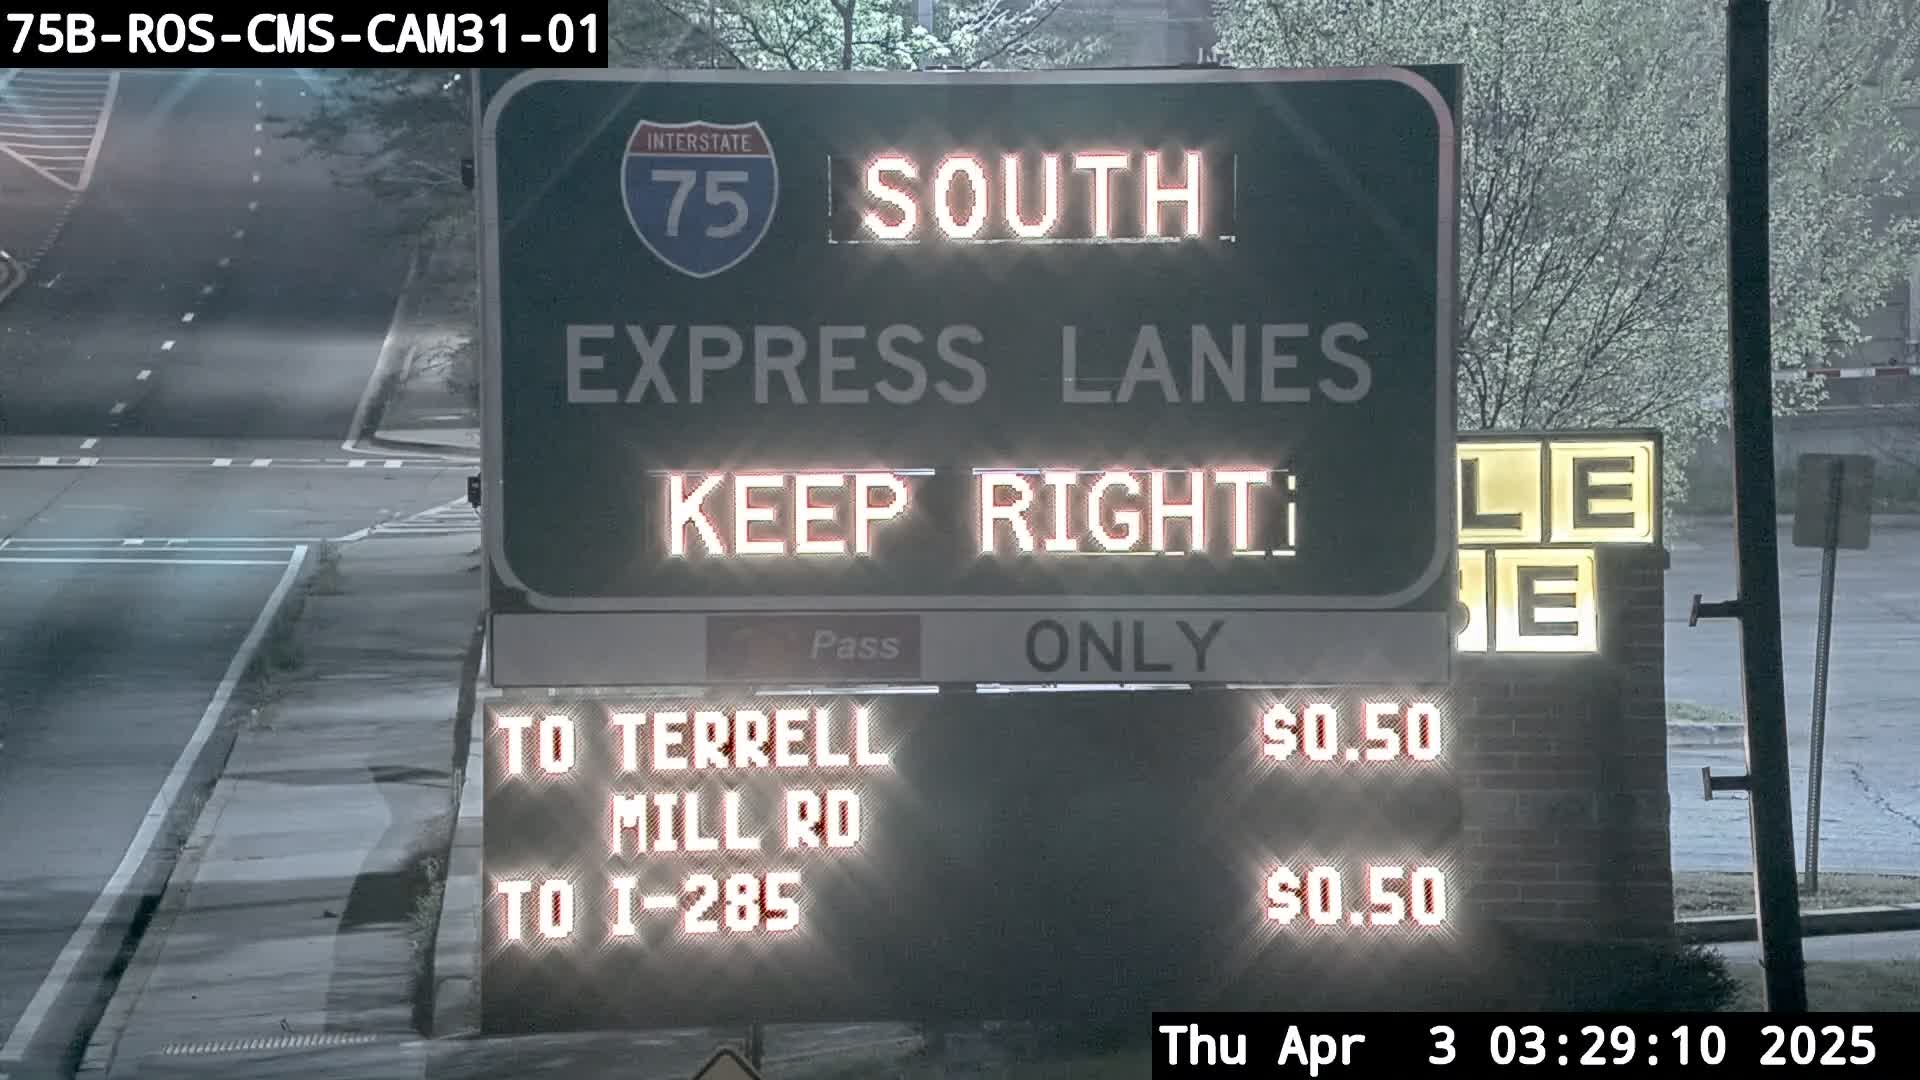 75B-ROS-CMS-CAM31-01
INTERSTATE
75
SOUTH
EXPRESS LANES
KEEP RIGHT
Pass ONLY
LE
E
TO TERRELL $0.50
MILL RD
TO I-285 $0.50
Thu Apr 3 03:29:10 2025